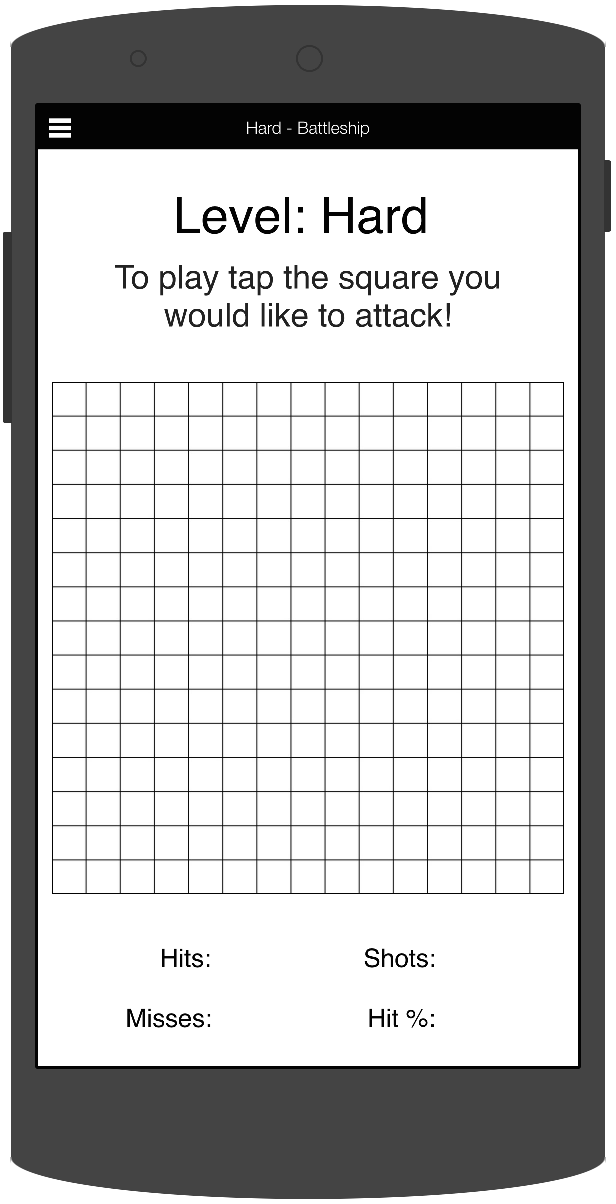 Hard - Battleship
Level: Hard
To play tap the square you
would like to attack!
Hits:
Shots:
Misses:
Hit %: